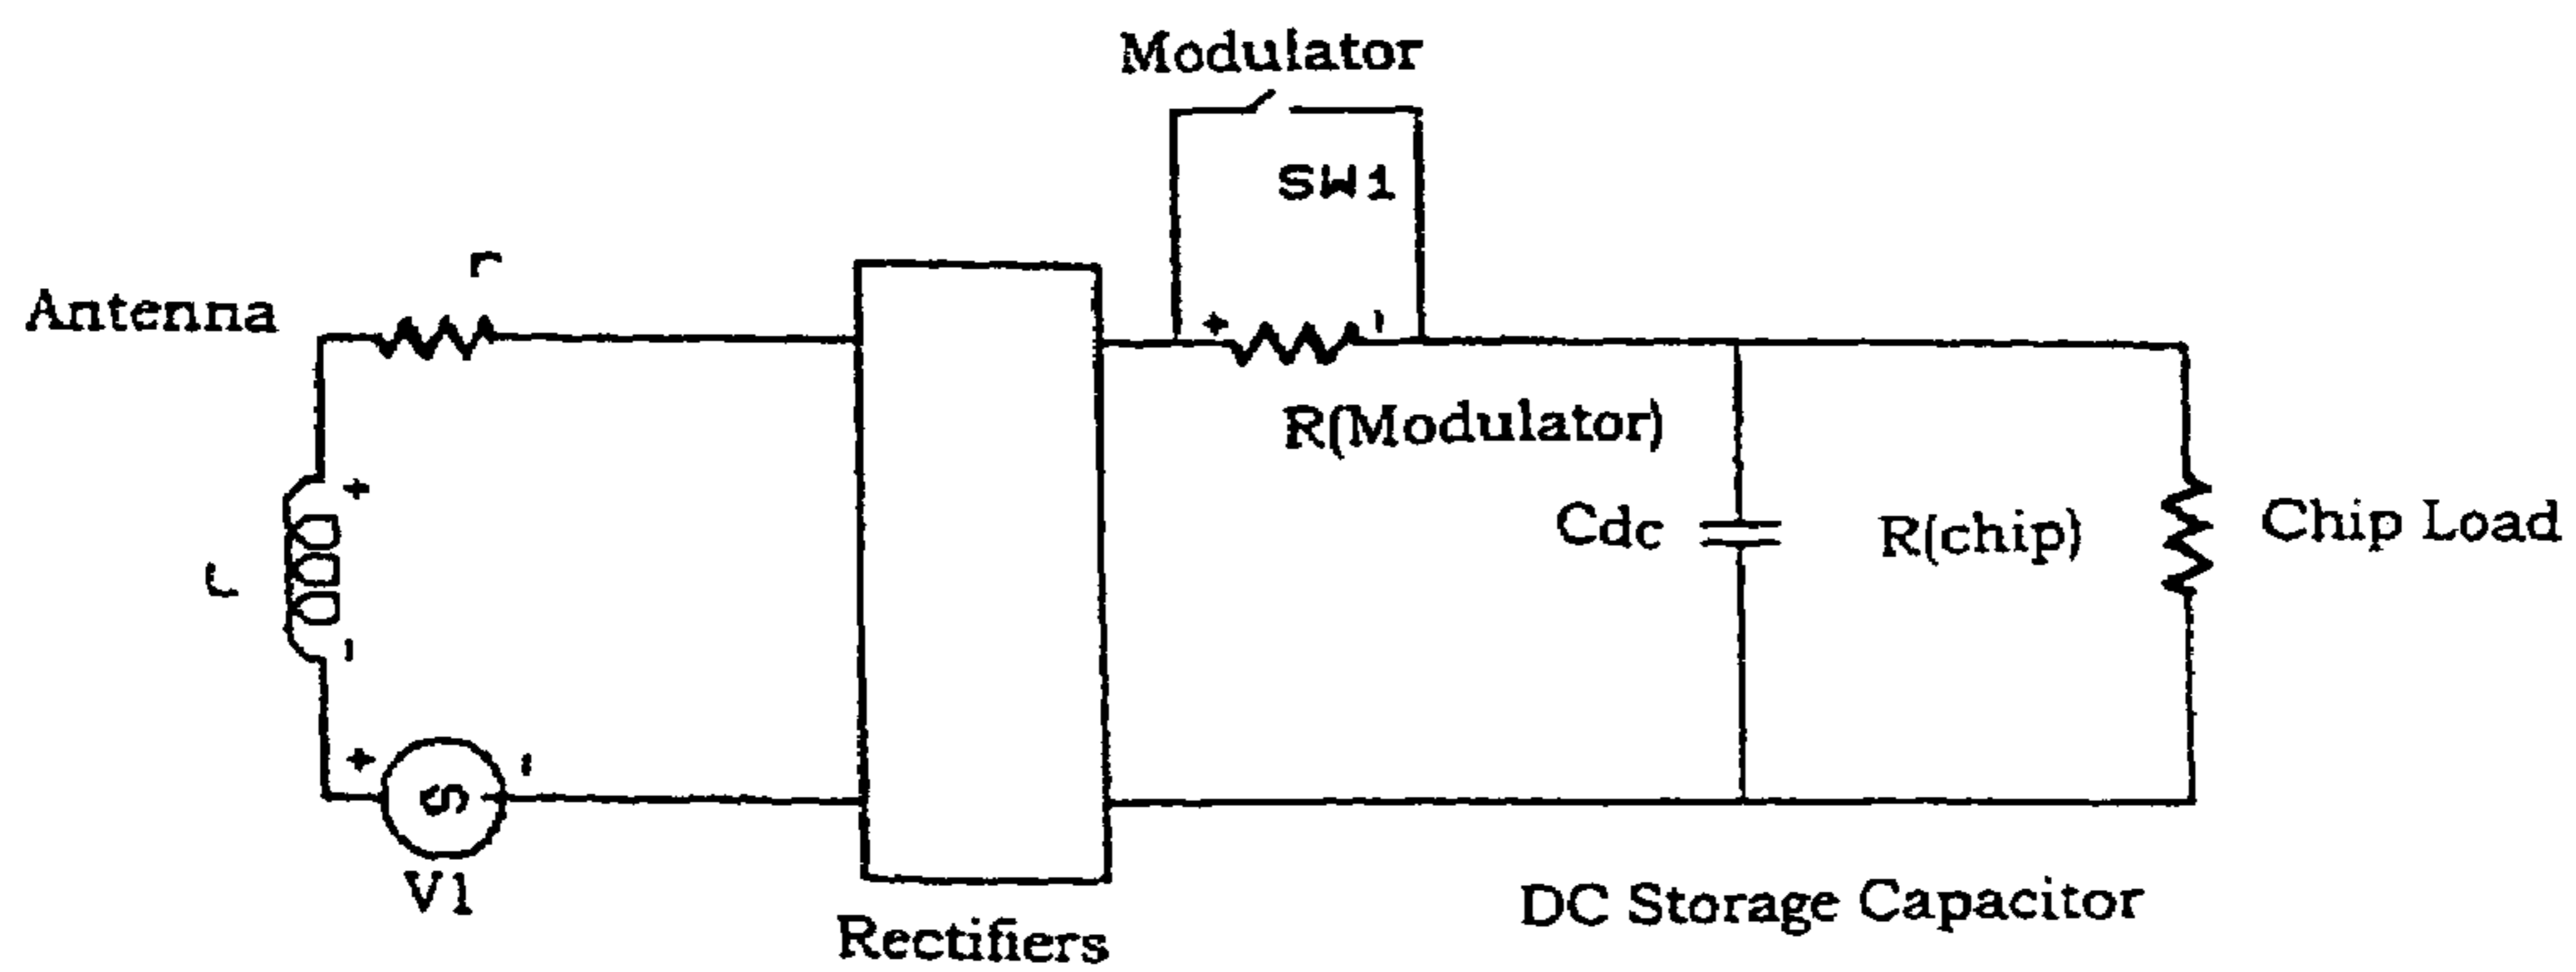 Modulator
SW1
Antenna
r
+ -
R(Modulator)
+
-
Cdc
R(chip)
Chip Load
+ -
S
V1
Rectifiers
DC Storage Capacitor